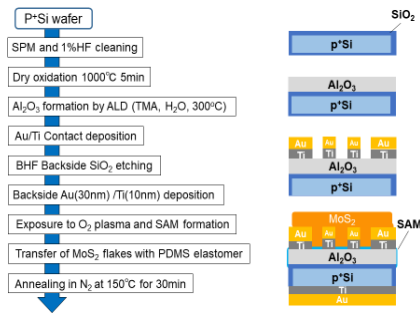 P⁺Si wafer
SPM and 1%HF cleaning
Dry oxidation 1000℃ 5min
Al₂O₃ formation by ALD (TMA, H₂O, 300℃)
Au/Ti Contact deposition
BHF Backside SiO₂ etching
Backside Au(30nm) /Ti(10nm) deposition
Exposure to O₂ plasma and SAM formation
Transfer of MoS₂ flakes with PDMS elastomer
Annealing in N₂ at 150℃ for 30min
SiO₂
p⁺Si
Al₂O₃
p⁺Si
Au Au Au Au
Ti Ti Ti Ti
Al₂O₃
p⁺Si
MoS₂
SAM
Au Au Au Au
Ti Ti Ti Ti
Al₂O₃
p⁺Si
Ti
Au